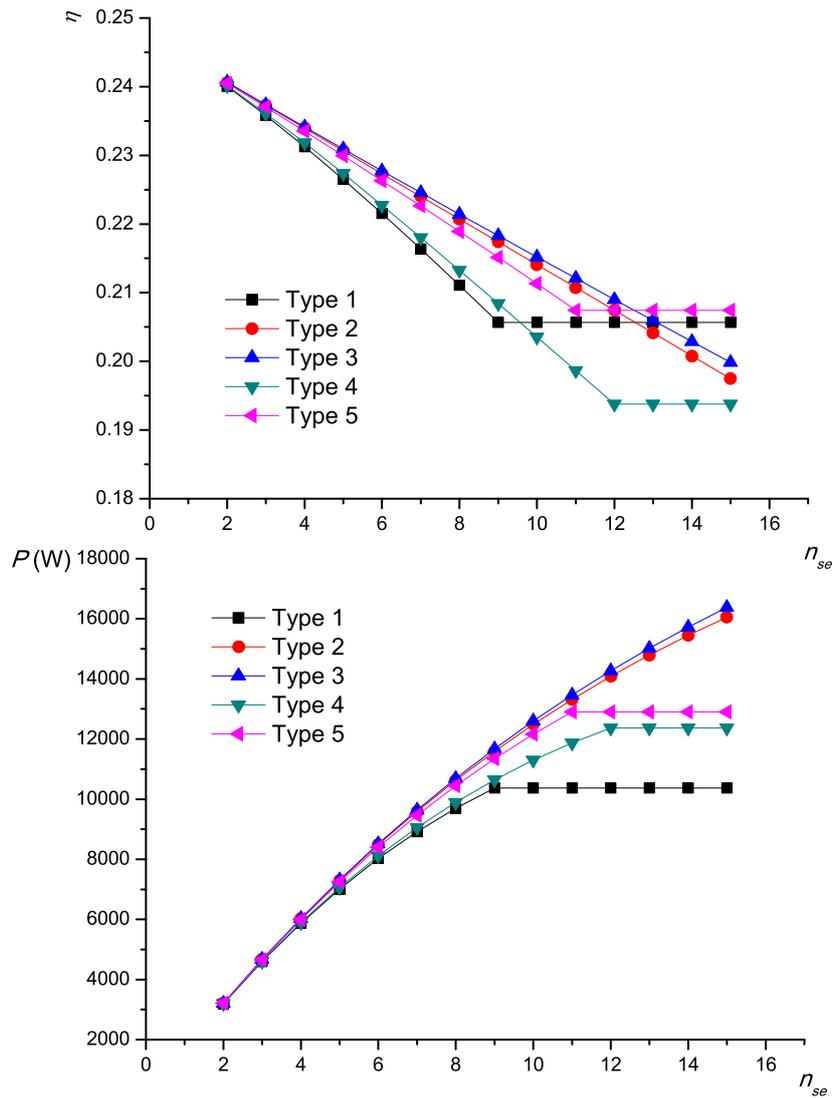 η
0.25
0.24
0.23
0.22
0.21
0.20
0.19
0.18
Type 1
Type 2
Type 3
Type 4
Type 5
0 2 4 6 8 10 12 14 16
n_se
P (W)
18000
16000
14000
12000
10000
8000
6000
4000
2000
Type 1
Type 2
Type 3
Type 4
Type 5
0 2 4 6 8 10 12 14 16
n_se